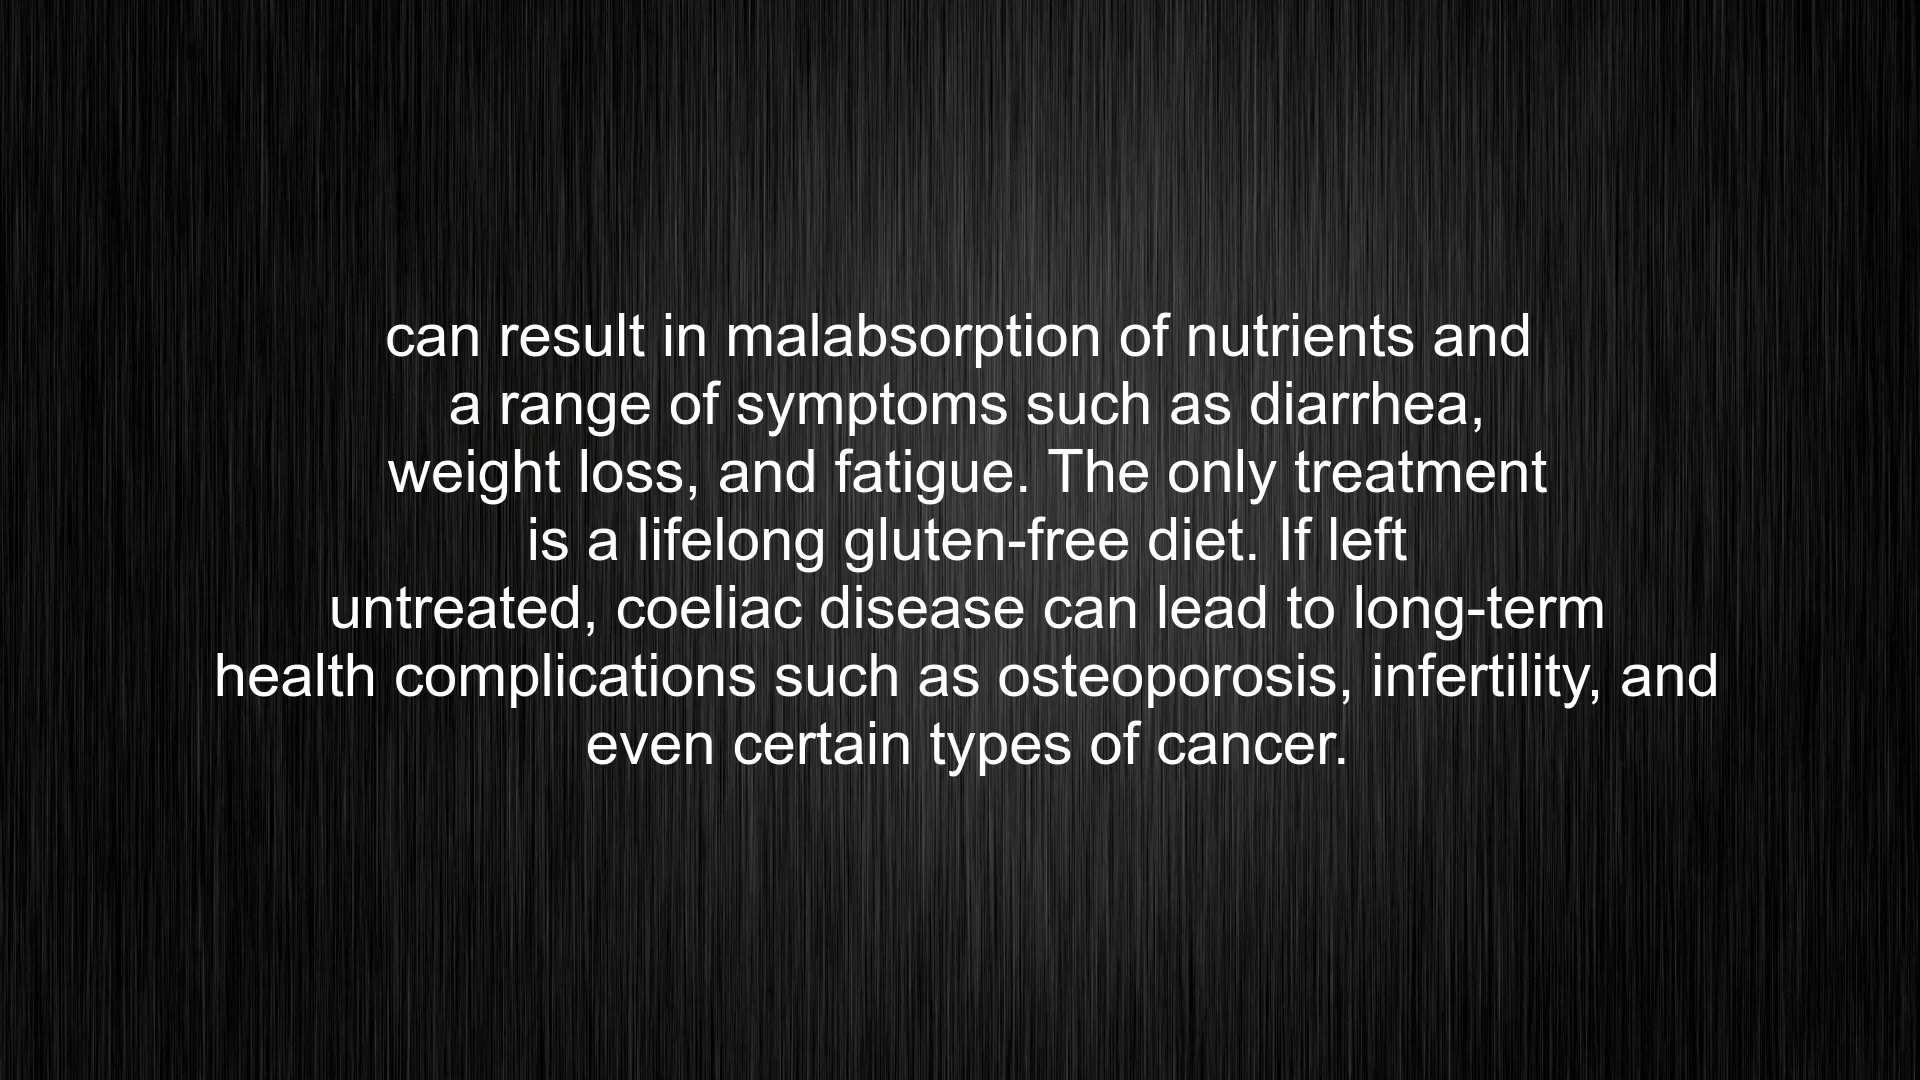 can result in malabsorption of nutrients and
a range of symptoms such as diarrhea,
weight loss, and fatigue. The only treatment
is a lifelong gluten-free diet. If left
untreated, coeliac disease can lead to long-term
health complications such as osteoporosis, infertility, and
even certain types of cancer.